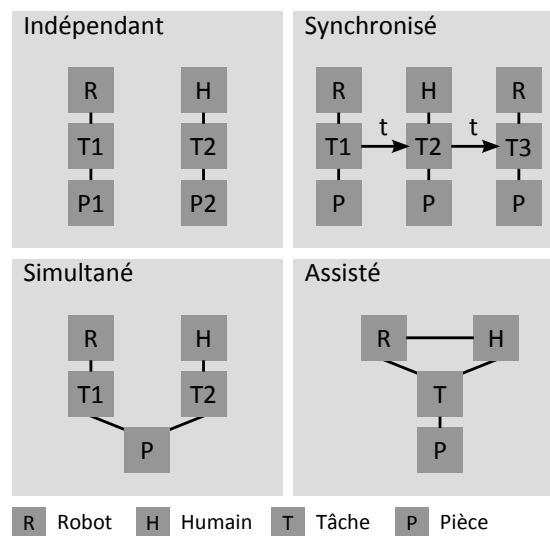 Indépendant
R H
T1 T2
P1 P2
Synchronisé
R H R
T1 t T2 t T3
P P P
Simultané
R H
T1 T2
P
Assisté
R H
T
P
R Robot H Humain T Tâche P Pièce